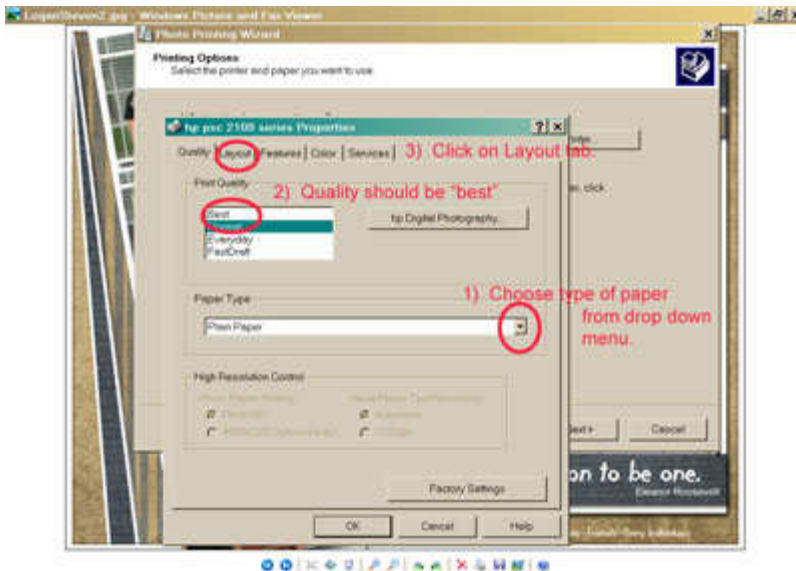 LoganSteven2.jpg - Windows Picture and Fax Viewer
Photo Printing Wizard
Printing Options
Select the printer and paper you want to use.
hp psc 2100 series Properties
Quality Layout Features Color Services
3) Click on Layout tab.
Print Quality
2) Quality should be "best"
click
Best
Normal
Everyday
FastDraft
hp Digital Photography...
Paper Type
1) Choose type of paper
from drop down
menu.
Plain Paper
High Resolution Control
Cancel
Factory Settings
on to be one.
Eleanor Roosevelt
OK Cancel Help